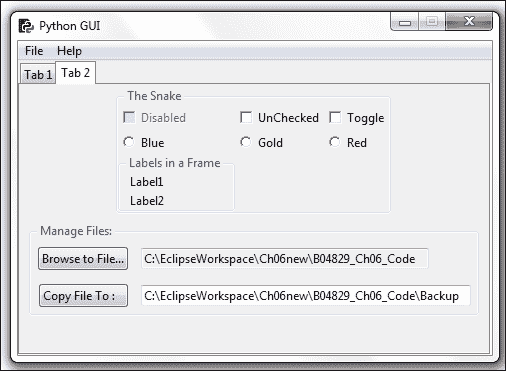 Python GUI
File Help
Tab 1 Tab 2
The Snake
Disabled UnChecked Toggle
Blue Gold Red
Labels in a Frame
Label1
Label2
Manage Files:
Browse to File... C:\EclipseWorkspace\Ch06new\B04829_Ch06_Code
Copy File To : C:\EclipseWorkspace\Ch06new\B04829_Ch06_Code\Backup